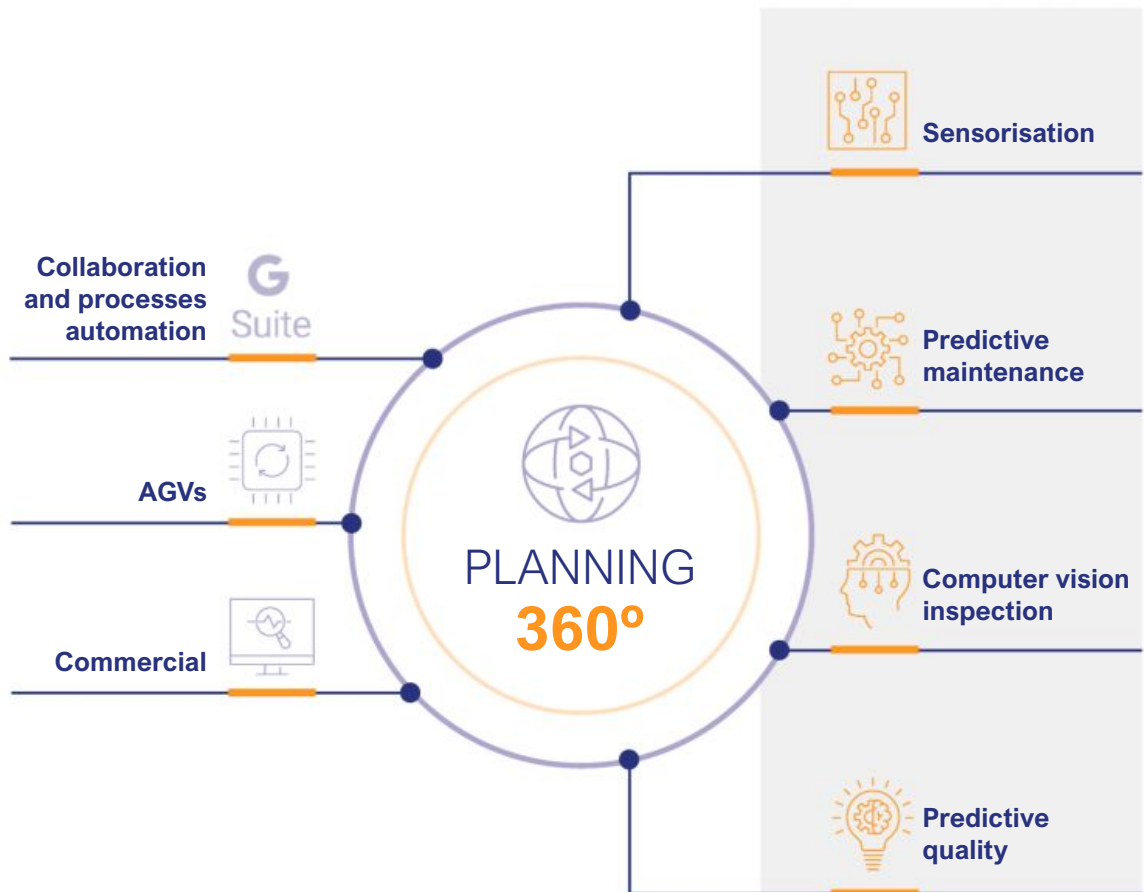 Sensorisation
Collaboration
and processes
automation
G
Suite
Predictive
maintenance
AGVs
PLANNING
360º
Computer vision
inspection
Commercial
Predictive
quality